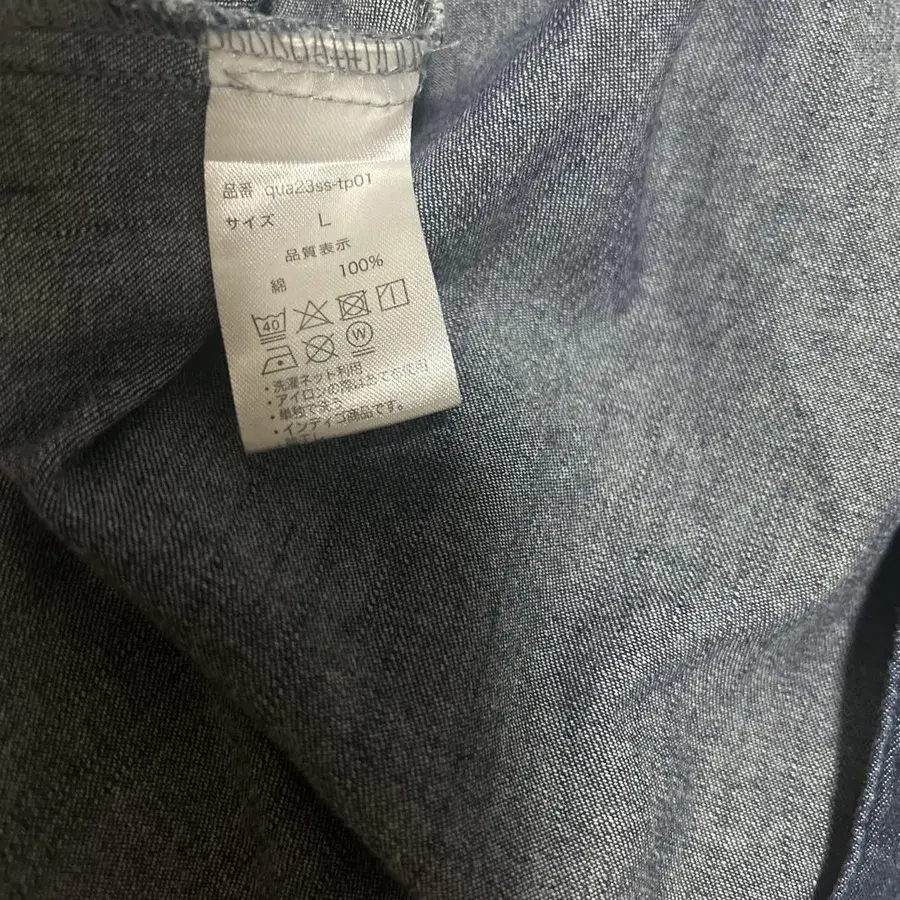 品番 qua23ss-tp01
サイズ L
品質表示
綿 100%
40
W
・洗濯ネット利用
・アイロンの際はあて布使用
・単独で洗う
・インディゴ商品です。